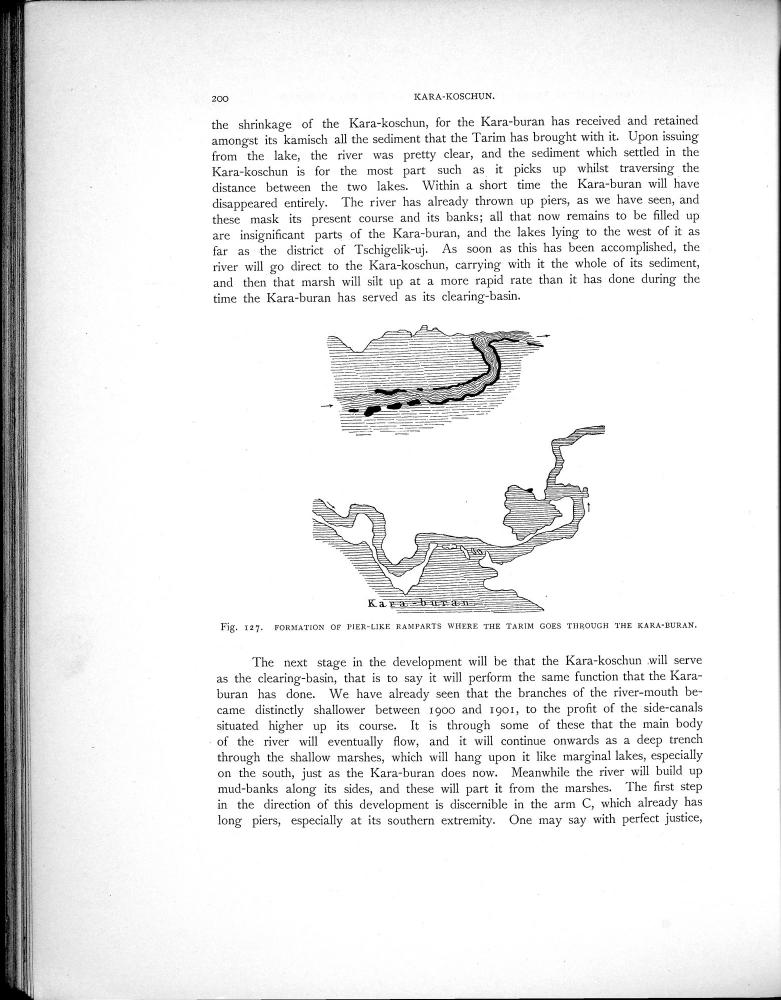 200
KARA-KOSCHUN.
the shrinkage of the Kara-koschun, for the Kara-buran has received and retained
amongst its kamisch all the sediment that the Tarim has brought with it. Upon issuing
from the lake, the river was pretty clear, and the sediment which settled in the
Kara-koschun is for the most part such as it picks up whilst traversing the
distance between the two lakes. Within a short time the Kara-buran will have
disappeared entirely. The river has already thrown up piers, as we have seen, and
these mask its present course and its banks; all that now remains to be filled up
are insignificant parts of the Kara-buran, and the lakes lying to the west of it as
far as the district of Tschigelik-uj. As soon as this has been accomplished, the
river will go direct to the Kara-koschun, carrying with it the whole of its sediment,
and then that marsh will silt up at a more rapid rate than it has done during the
time the Kara-buran has served as its clearing-basin.
Kara-buran
Fig. 127. FORMATION OF PIER-LIKE RAMPARTS WHERE THE TARIM GOES THROUGH THE KARA-BURAN.
The next stage in the development will be that the Kara-koschun will serve
as the clearing-basin, that is to say it will perform the same function that the Kara-
buran has done. We have already seen that the branches of the river-mouth be-
came distinctly shallower between 1900 and 1901, to the profit of the side-canals
situated higher up its course. It is through some of these that the main body
of the river will eventually flow, and it will continue onwards as a deep trench
through the shallow marshes, which will hang upon it like marginal lakes, especially
on the south, just as the Kara-buran does now. Meanwhile the river will build up
mud-banks along its sides, and these will part it from the marshes. The first step
in the direction of this development is discernible in the arm C, which already has
long piers, especially at its southern extremity. One may say with perfect justice,